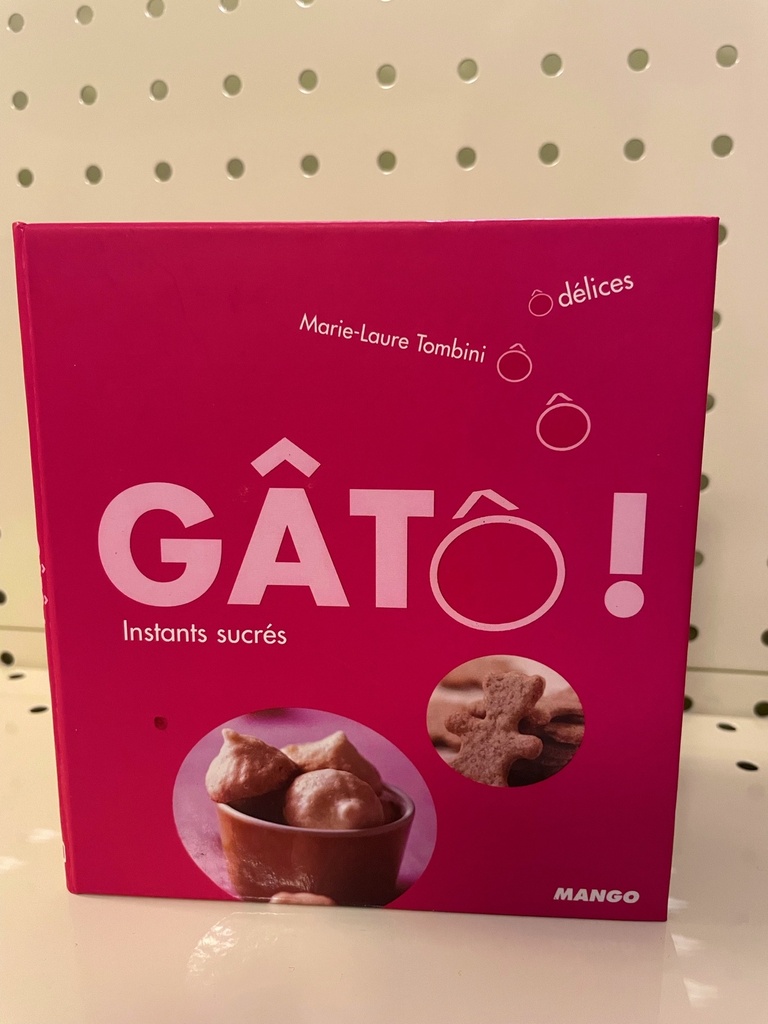 Ô délices
Marie-Laure Tombini Ô
Ô
GÂTÔ !
Instants sucrés
MANGO